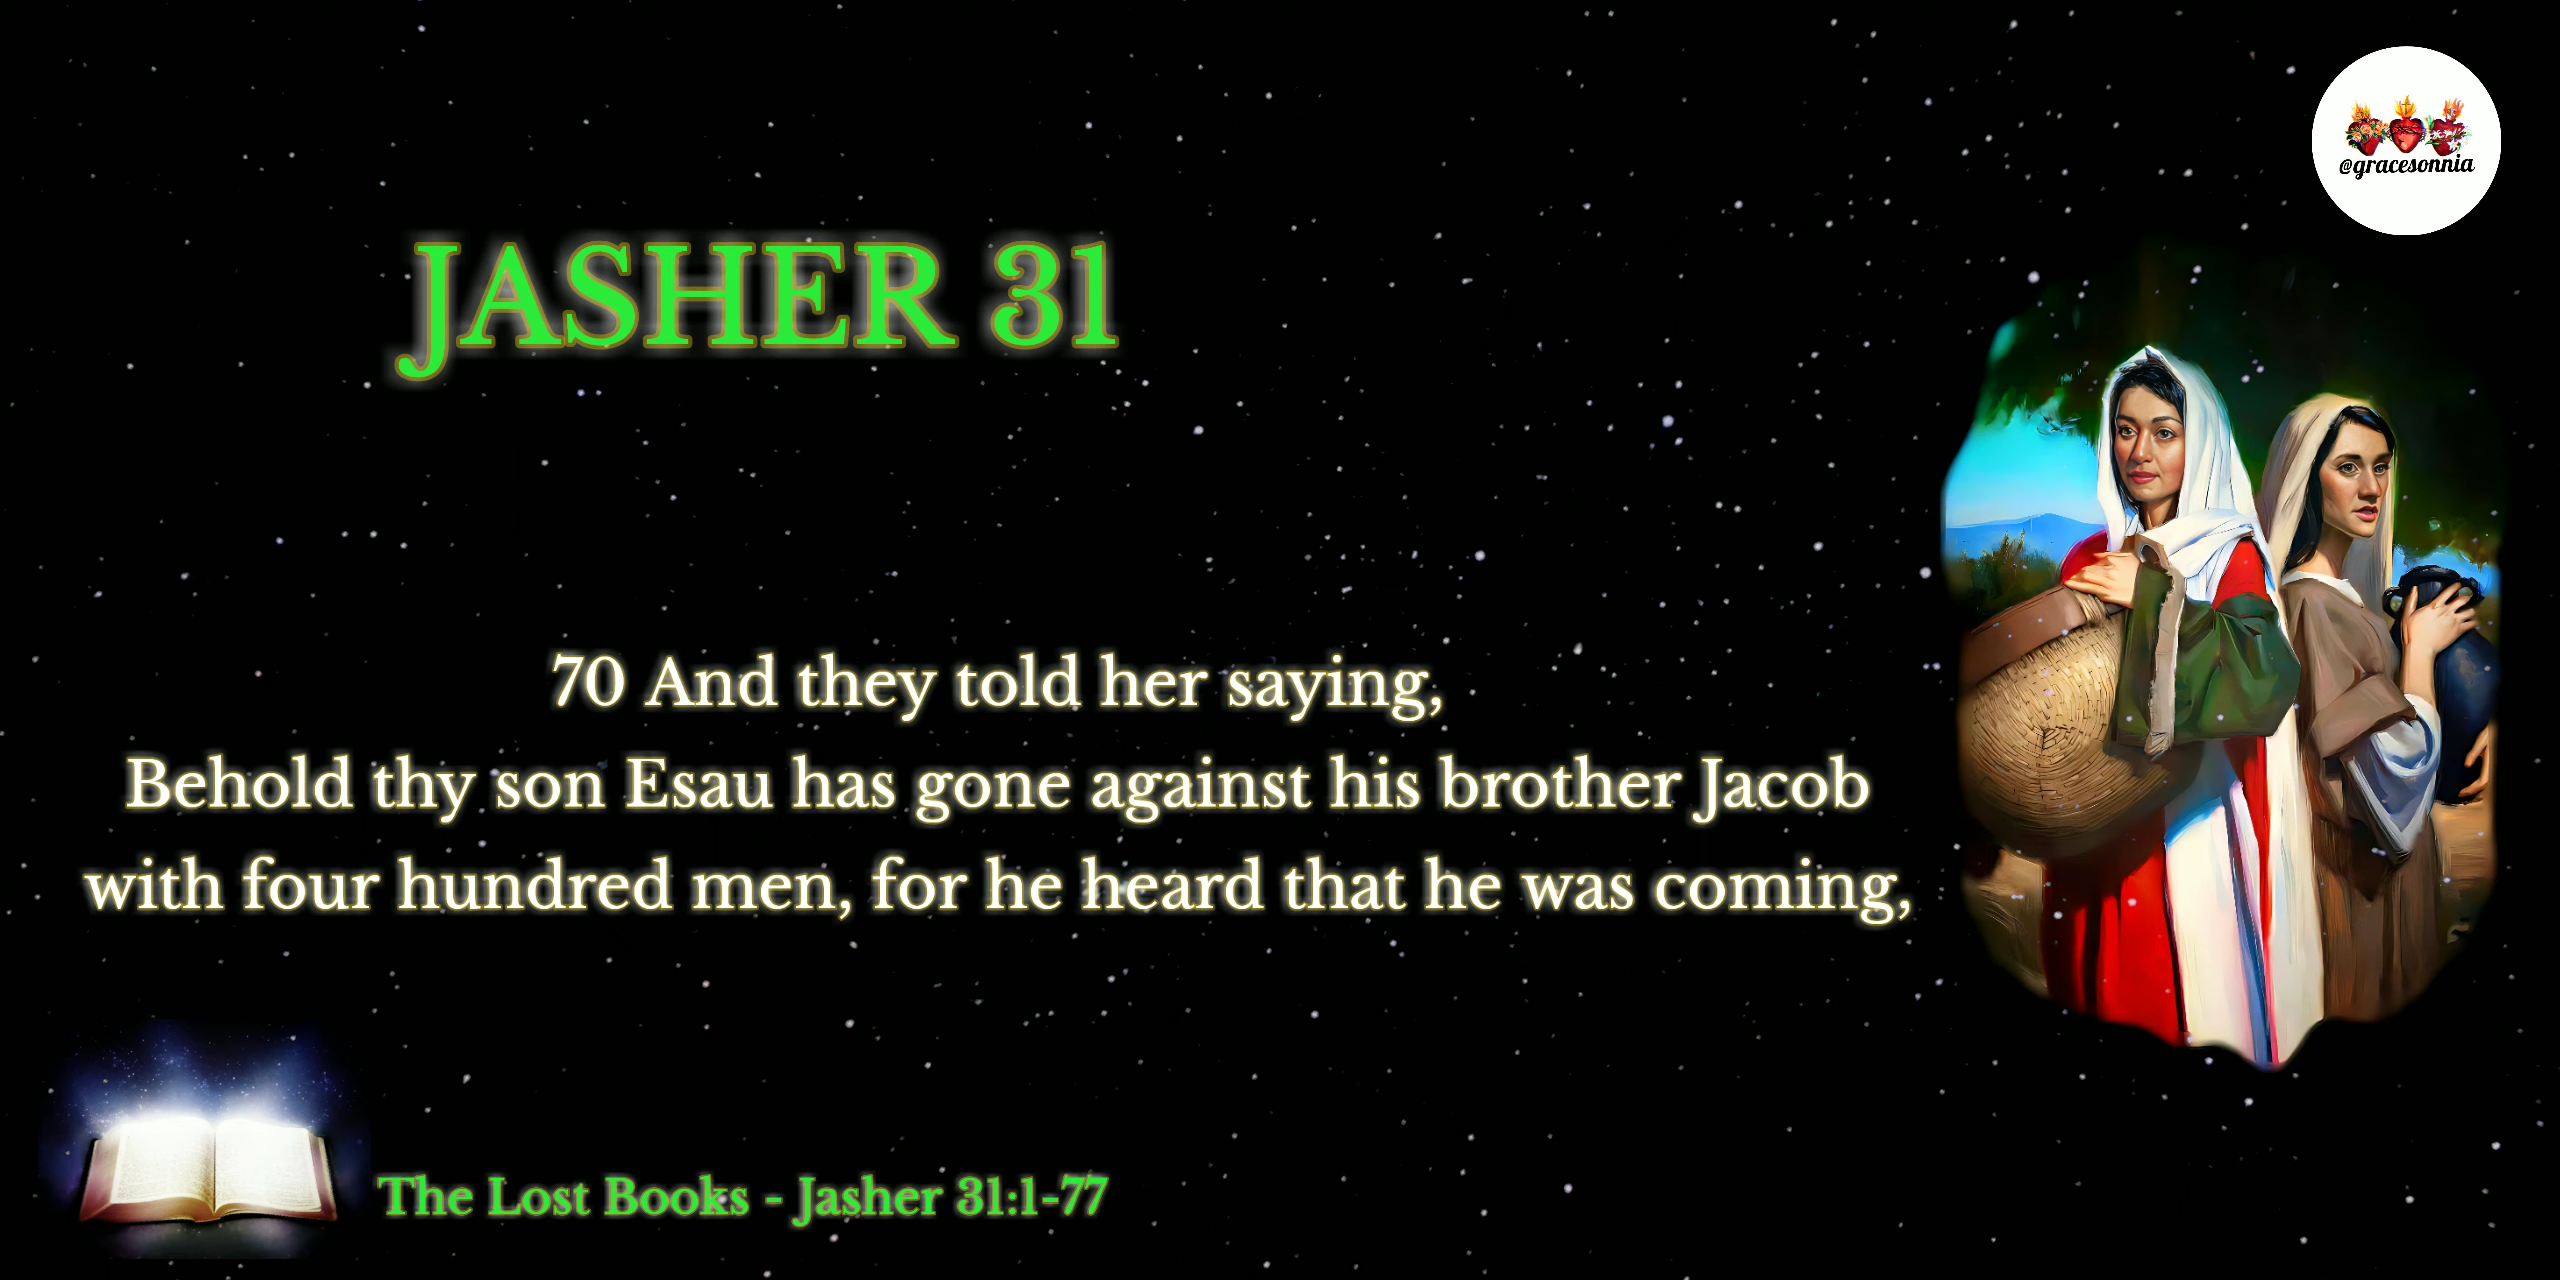 @gracesonnia
JASHER 31
70 And they told her saying,
Behold thy son Esau has gone against his brother Jacob
with four hundred men, for he heard that he was coming,
The Lost Books - Jasher 31:1-77